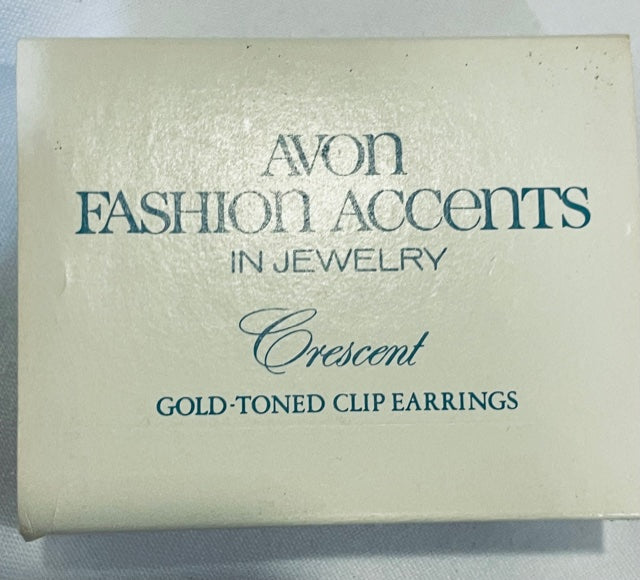 AVON
FASHION ACCENTS
IN JEWELRY
Crescent
GOLD-TONED CLIP EARRINGS